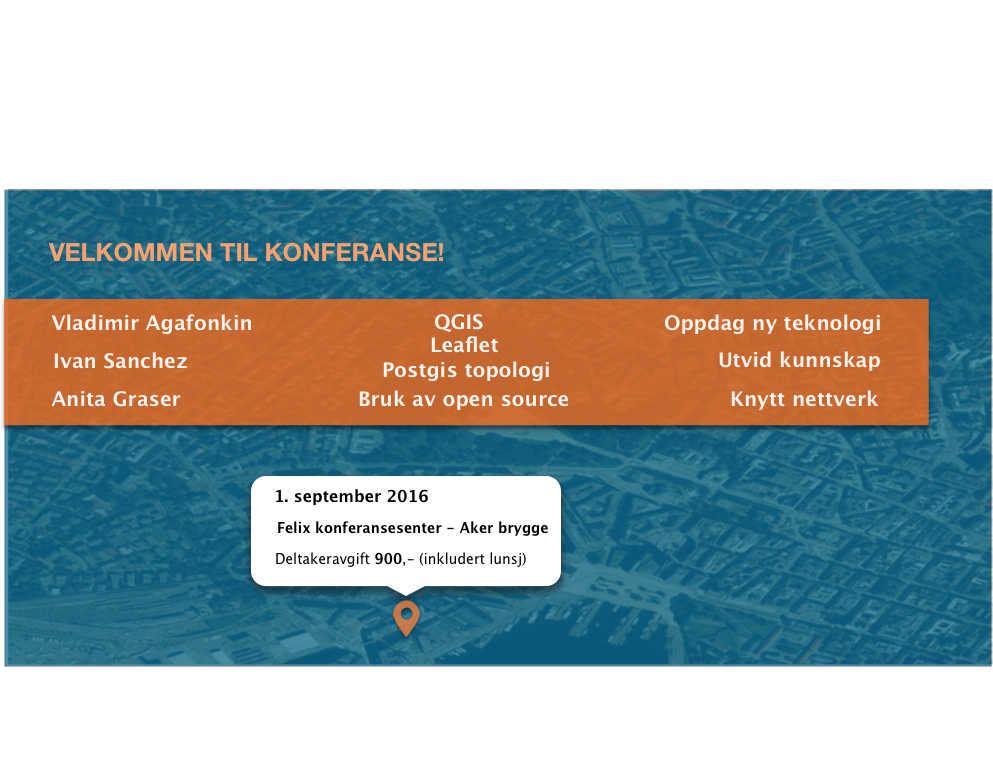 VELKOMMEN TIL KONFERANSE!
Vladimir Agafonkin
Ivan Sanchez
Anita Graser
QGIS
Leaflet
Postgis topologi
Bruk av open source
Oppdag ny teknologi
Utvid kunnskap
Knytt nettverk
1. september 2016
Felix konferansesenter – Aker brygge
Deltakeravgift 900,– (inkludert lunsj)